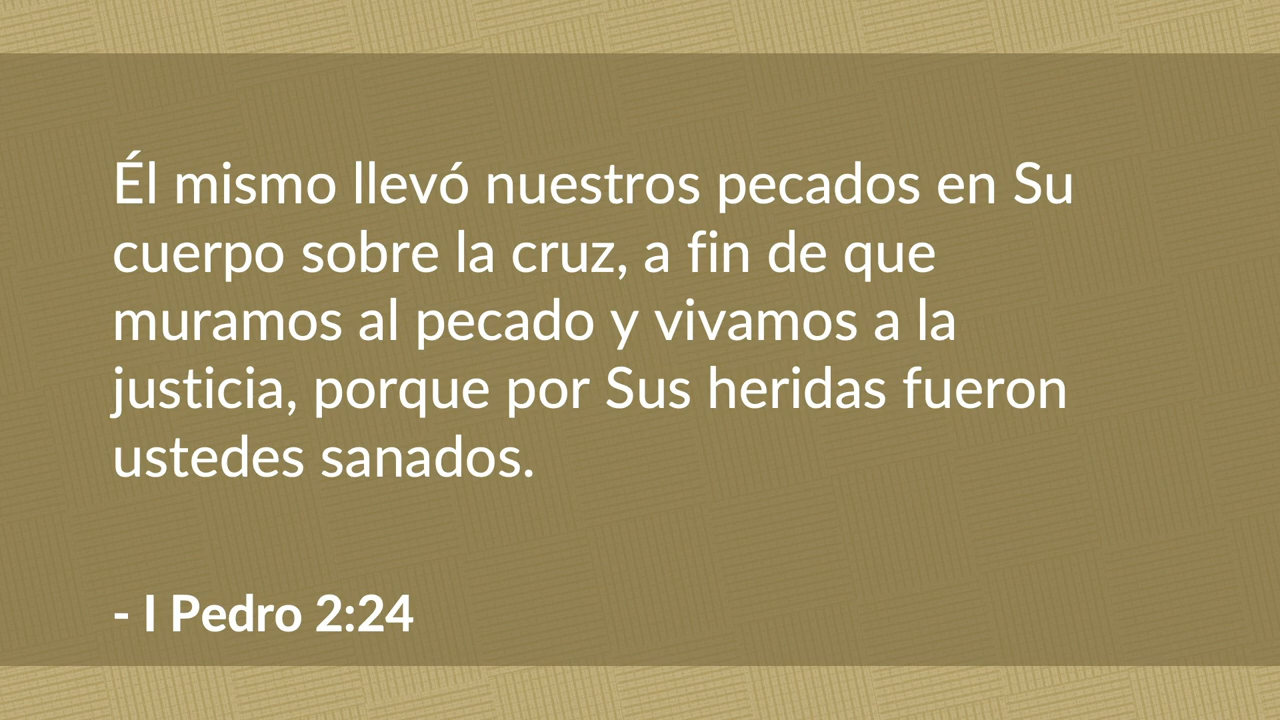 Él mismo llevó nuestros pecados en Su
cuerpo sobre la cruz, a fin de que
muramos al pecado y vivamos a la
justicia, porque por Sus heridas fueron
ustedes sanados.
- I Pedro 2:24